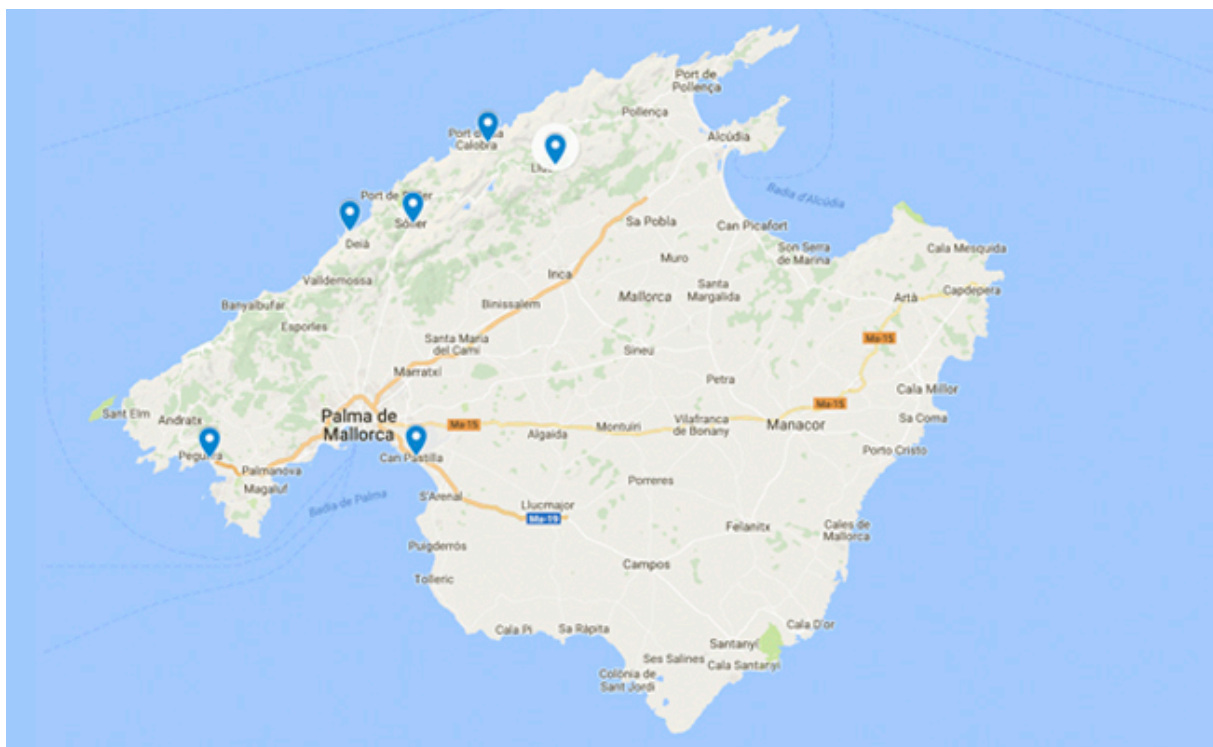 Port de
Pollença
Pollença
Alcúdia
Calobra
Badia d'Alcúdia
Port de
Sóller
Deià
Sa Pobla
Can Picafort
Son Serra
de Marina
Cala Mesquida
Muro
Valldemossa
Inca
Santa
Margalida
Mallorca
Artà
Capdepera
Banyalbufar
Binissalem
Esporles
Santa Maria
del Camí
Ma-15
Sineu
Marratxí
Petra
Cala Millor
Sant Elm
Andratx
Palma de
Mallorca
Ma-15
Ma-15
Algaida
Montuïri
Vilafranca
de Bonany
Manacor
Sa Coma
Peguera
Can Pastilla
Porto Cristo
Palmanova
Magaluf
Badia de Palma
S'Arenal
Porreres
Llucmajor
Ma-19
Felanitx
Cales de
Mallorca
Puigderrós
Tolleric
Campos
Cala Pi
Sa Ràpita
Cala D'or
Santanyí
Ses Salines
Cala Santanyí
Colònia de
Sant Jordi